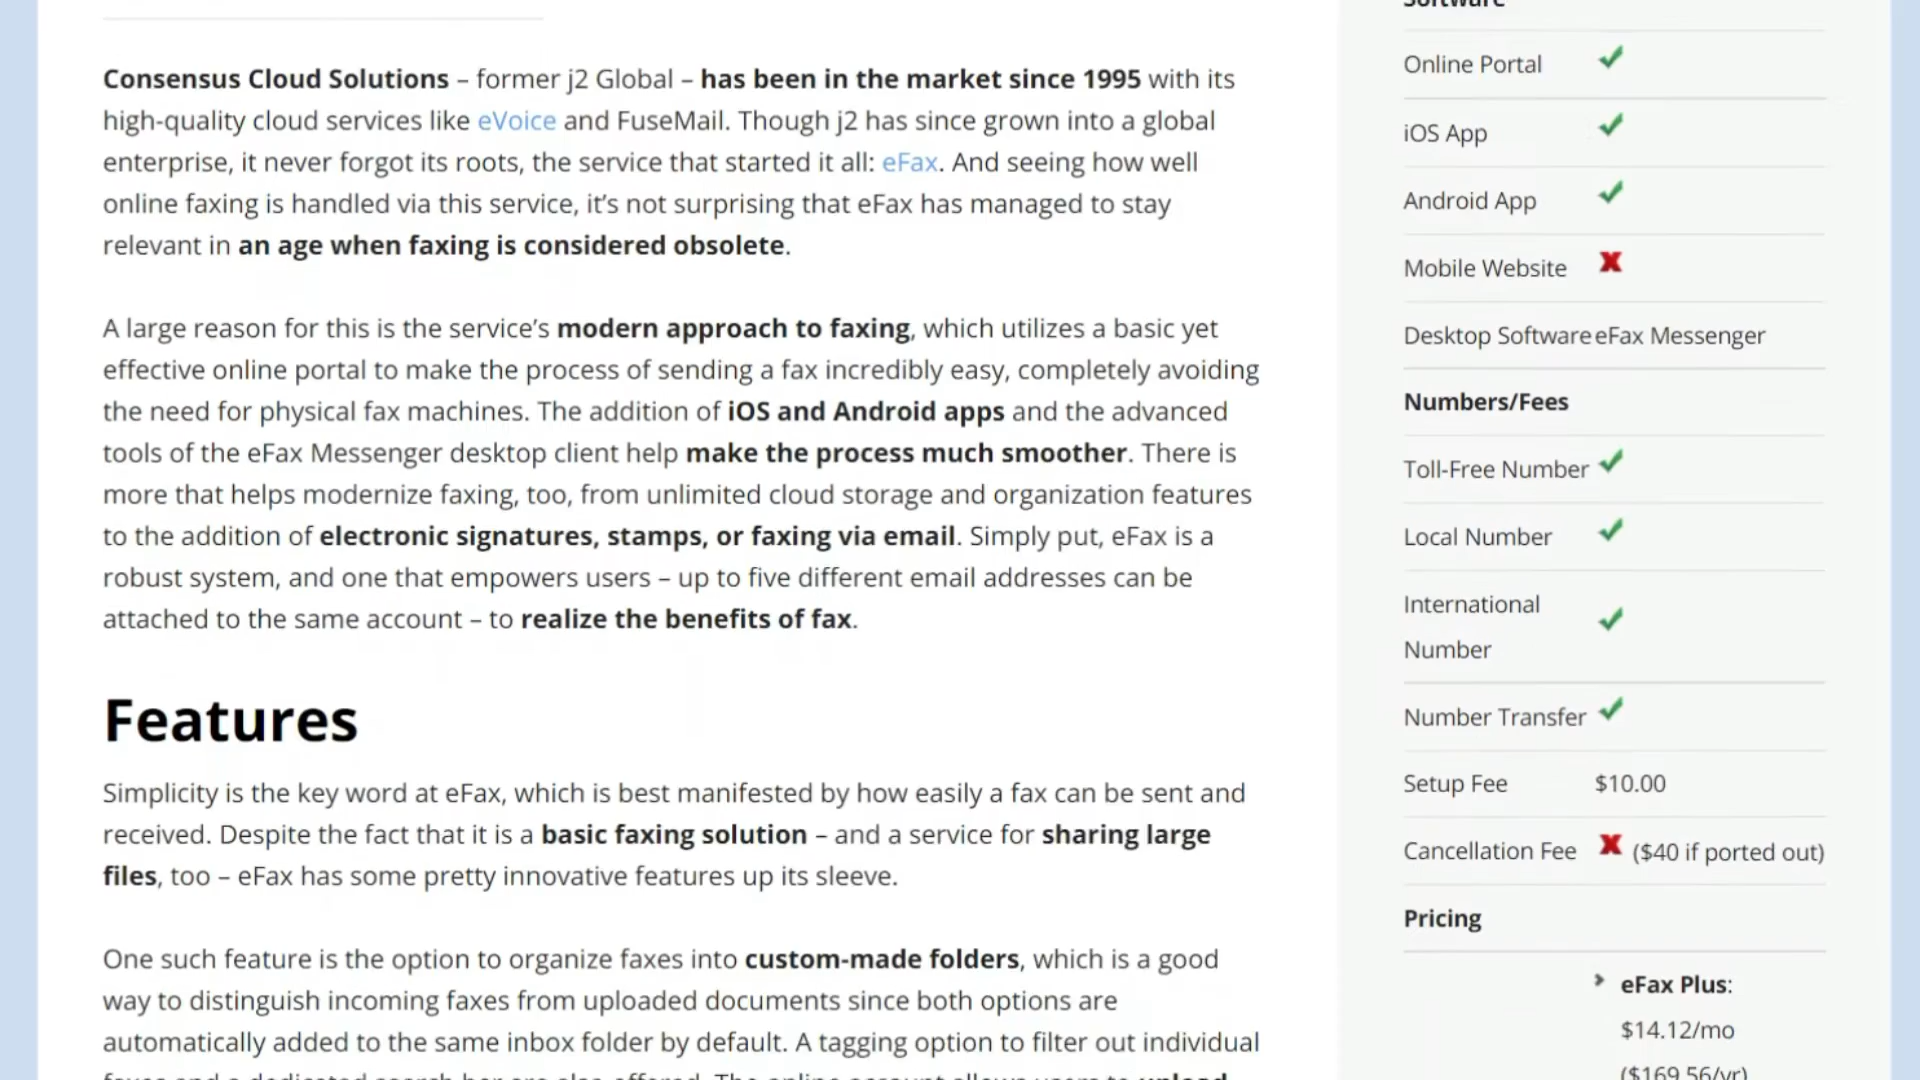 Consensus Cloud Solutions – former j2 Global – has been in the market since 1995 with its
high-quality cloud services like eVoice and FuseMail. Though j2 has since grown into a global
enterprise, it never forgot its roots, the service that started it all: eFax. And seeing how well
online faxing is handled via this service, it’s not surprising that eFax has managed to stay
relevant in an age when faxing is considered obsolete.
A large reason for this is the service’s modern approach to faxing, which utilizes a basic yet
effective online portal to make the process of sending a fax incredibly easy, completely avoiding
the need for physical fax machines. The addition of iOS and Android apps and the advanced
tools of the eFax Messenger desktop client help make the process much smoother. There is
more that helps modernize faxing, too, from unlimited cloud storage and organization features
to the addition of electronic signatures, stamps, or faxing via email. Simply put, eFax is a
robust system, and one that empowers users – up to five different email addresses can be
attached to the same account – to realize the benefits of fax.
Features
Simplicity is the key word at eFax, which is best manifested by how easily a fax can be sent and
received. Despite the fact that it is a basic faxing solution – and a service for sharing large
files, too – eFax has some pretty innovative features up its sleeve.
One such feature is the option to organize faxes into custom-made folders, which is a good
way to distinguish incoming faxes from uploaded documents since both options are
automatically added to the same inbox folder by default. A tagging option to filter out individual
Software
Online Portal
iOS App
Android App
Mobile Website
Desktop Software eFax Messenger
Numbers/Fees
Toll-Free Number
Local Number
International
Number
Number Transfer
Setup Fee $10.00
Cancellation Fee ($40 if ported out)
Pricing
eFax Plus:
$14.12/mo
($169.56/yr)